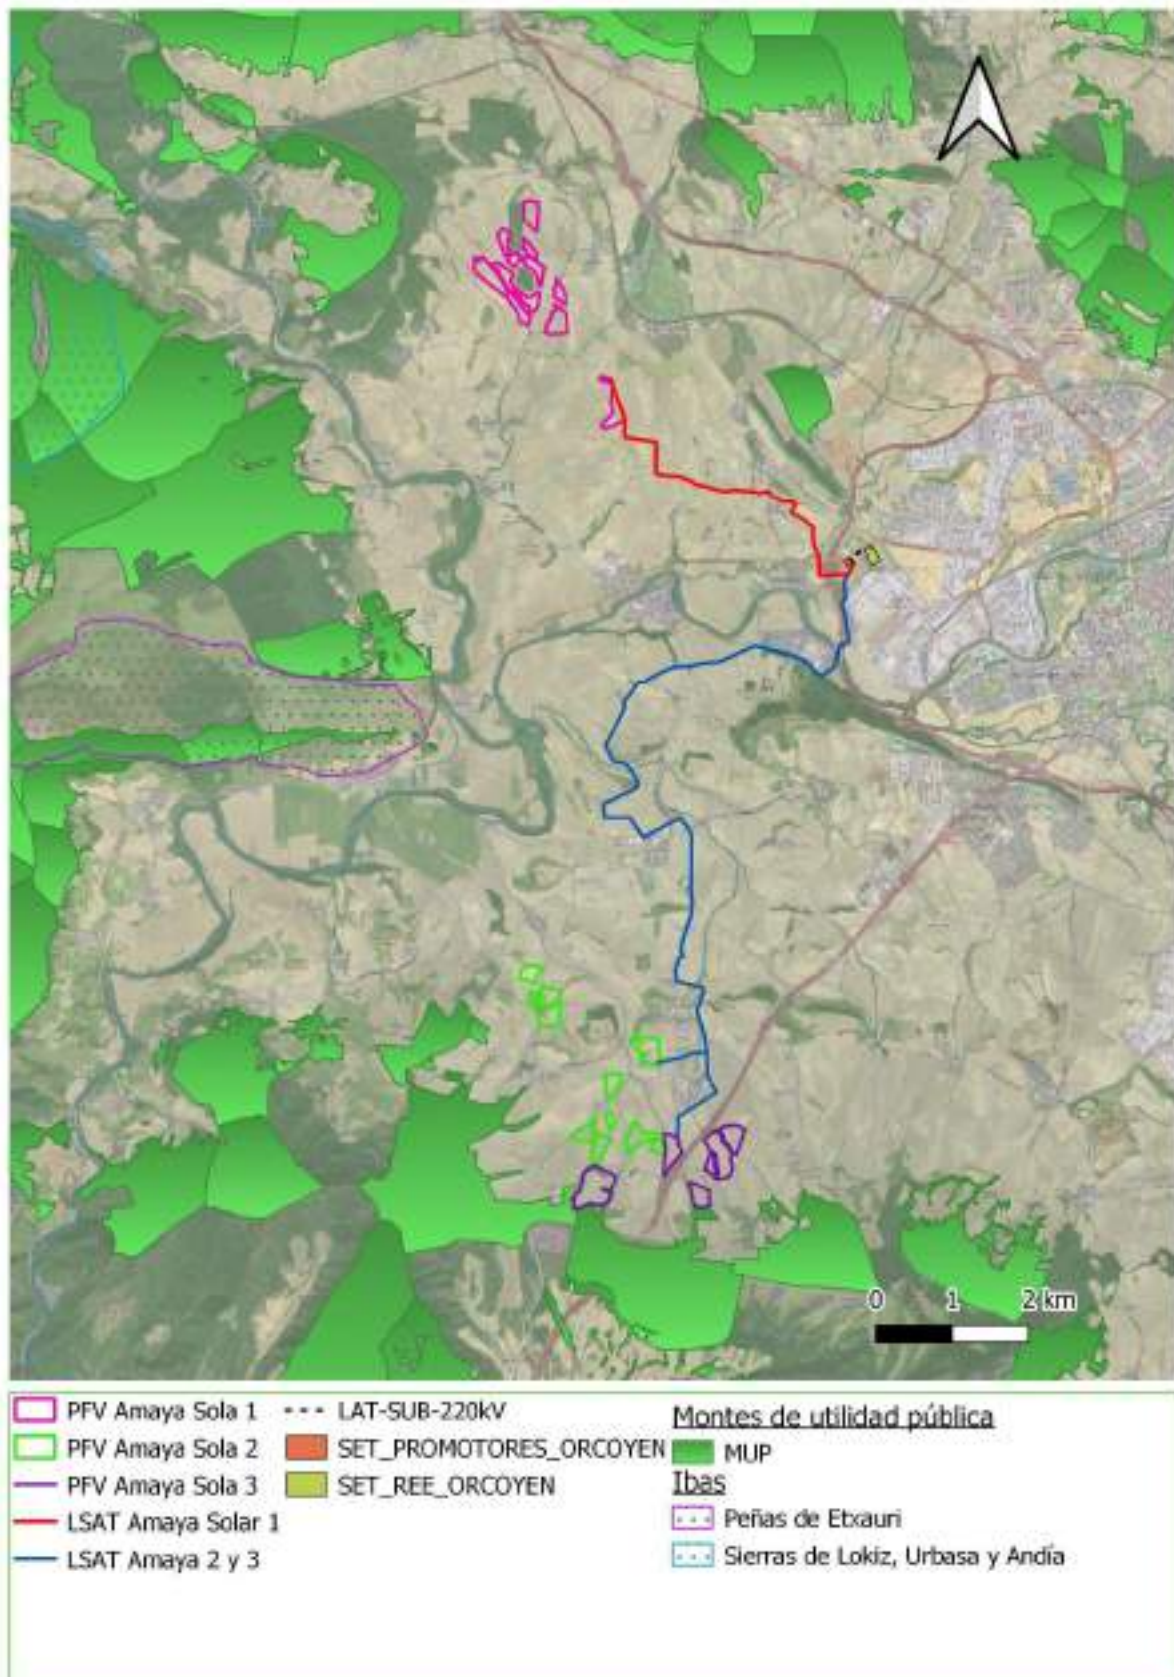 0 1 2 km
PFV Amaya Sola 1
PFV Amaya Sola 2
PFV Amaya Sola 3
LSAT Amaya Solar 1
LSAT Amaya 2 y 3
LAT-SUB-220kV
SET_PROMOTORES_ORCOYEN
SET_REE_ORCOYEN
Montes de utilidad pública
MUP
Ibas
Peñas de Etxauri
Sierras de Lokiz, Urbasa y Andía